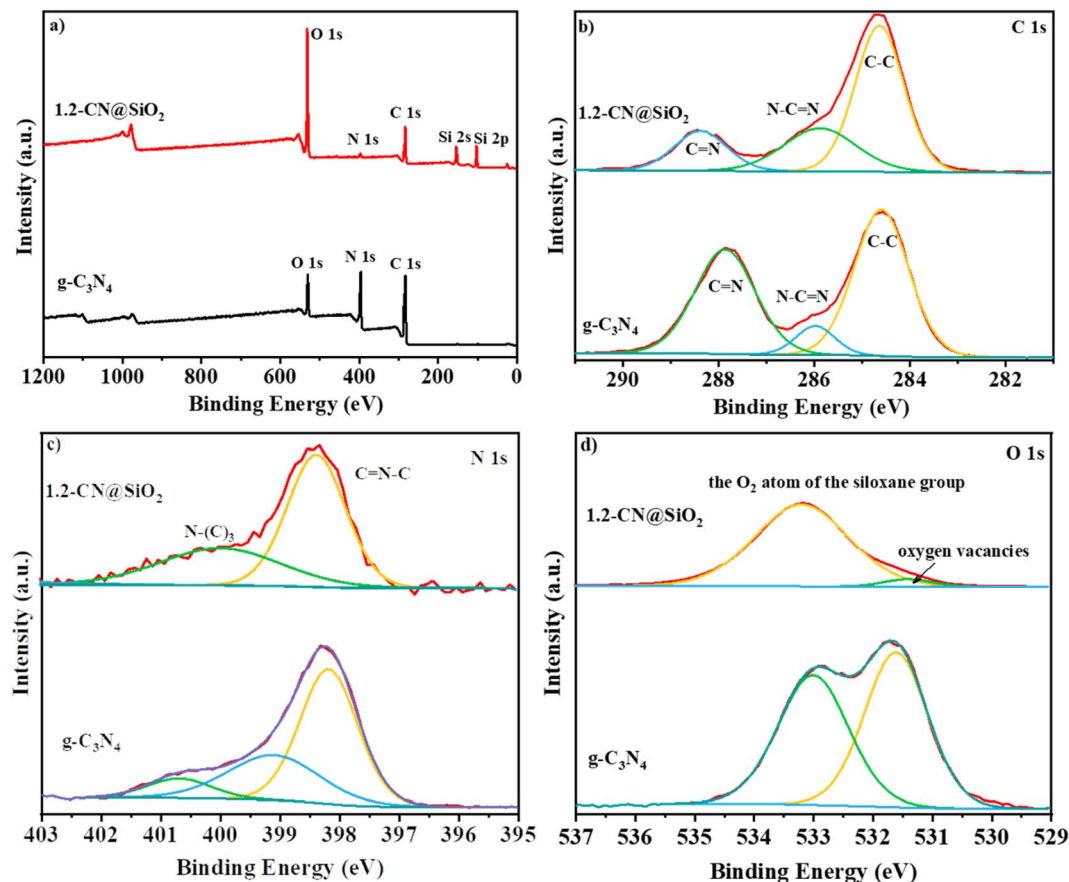 a)
O 1s
1.2-CN@SiO₂
N 1s
C 1s
Si 2s
Si 2p
O 1s
N 1s
C 1s
g-C₃N₄
Intensity (a.u.)
1200 1000 800 600 400 200 0
Binding Energy (eV)
b)
C 1s
C-C
1.2-CN@SiO₂
N-C=N
C=N
C-C
C=N
N-C=N
g-C₃N₄
Intensity (a.u.)
290 288 286 284 282
Binding Energy (eV)
c)
N 1s
C=N-C
1.2-CN@SiO₂
N-(C)₃
g-C₃N₄
Intensity (a.u.)
403 401 400 399 398 397 396 395
Binding Energy (eV)
d)
O 1s
the O₂ atom of the siloxane group
1.2-CN@SiO₂
oxygen vacancies
g-C₃N₄
Intensity (a.u.)
537 536 535 534 533 532 531 530 529
Binding Energy (eV)